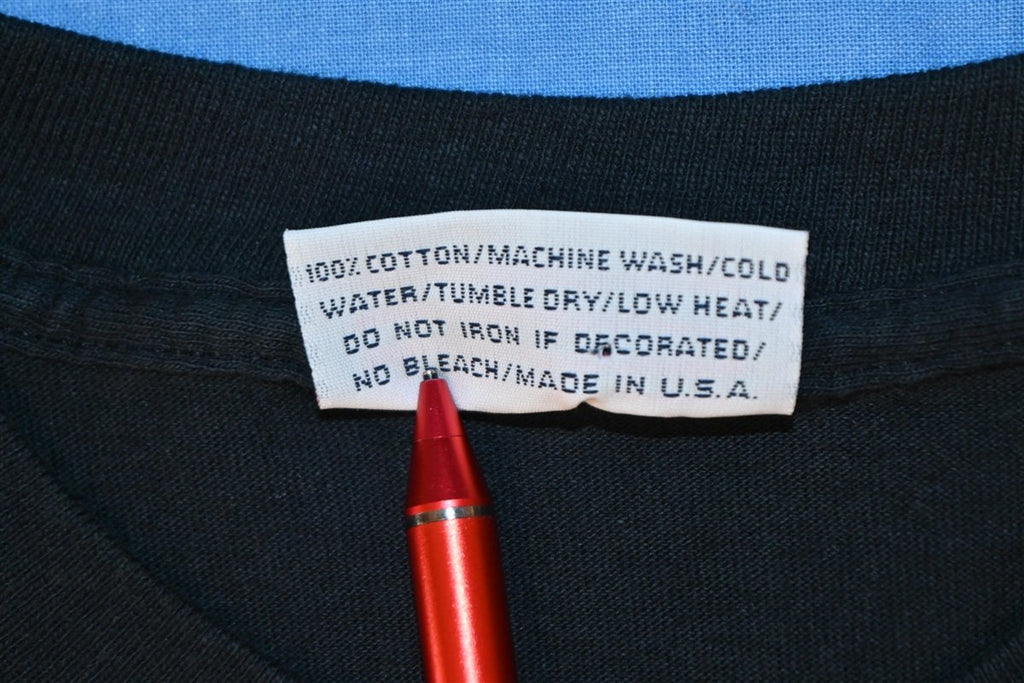 100% COTTON/MACHINE WASH/COLD
WATER/TUMBLE DRY/LOW HEAT/
DO NOT IRON IF DECORATED/
NO BLEACH/MADE IN U.S.A.